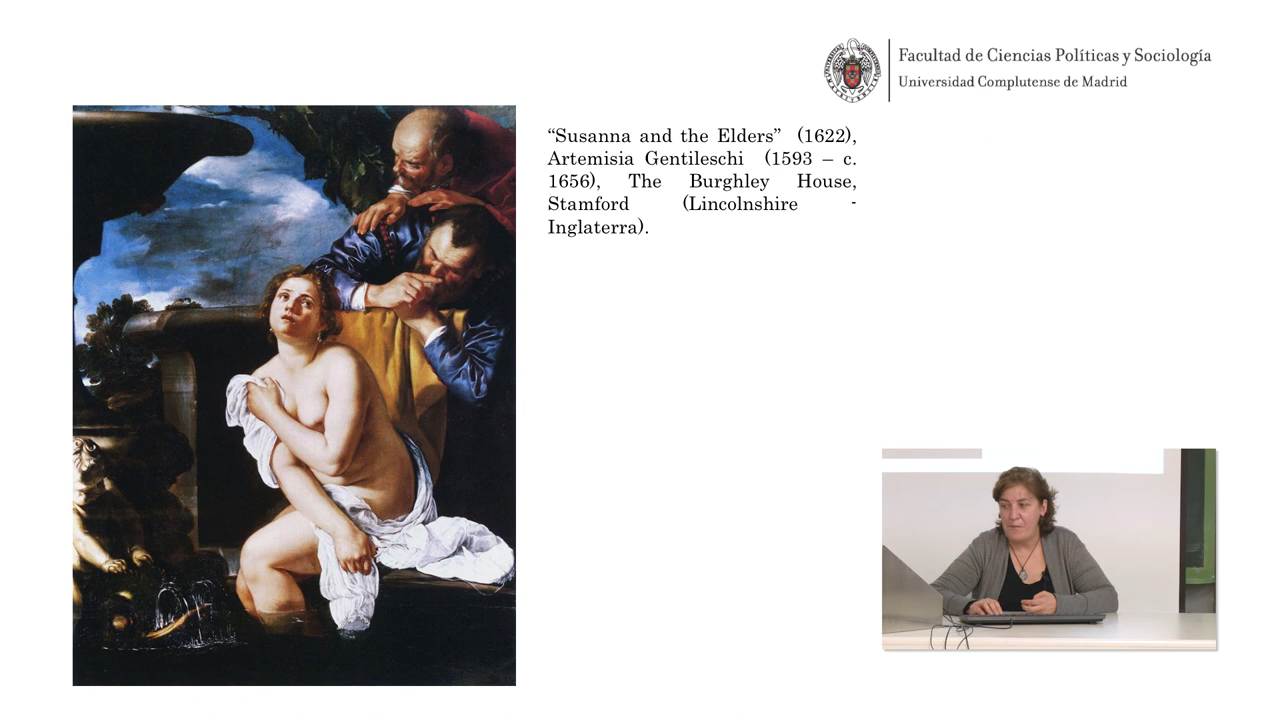 Facultad de Ciencias Políticas y Sociología
Universidad Complutense de Madrid
“Susanna and the Elders” (1622),
Artemisia Gentileschi (1593 – c.
1656), The Burghley House,
Stamford (Lincolnshire -
Inglaterra).